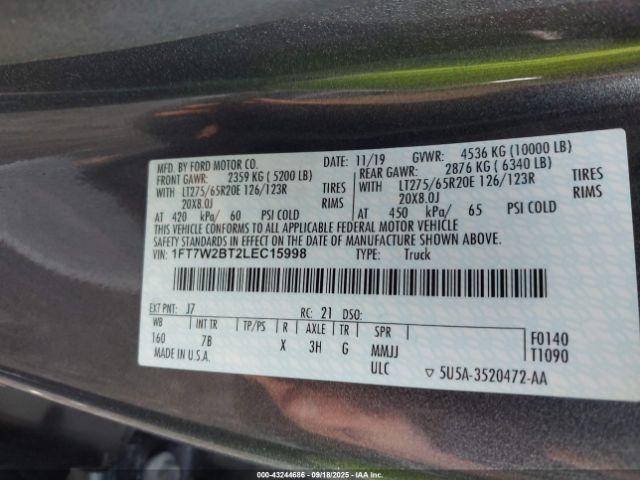 MFD. BY FORD MOTOR CO.
DATE: 11/19 GVWR: 4536 KG (10000 LB)
FRONT GAWR: 2359 KG ( 5200 LB)
REAR GAWR: 2876 KG ( 6340 LB)
WITH LT275/65R20E 126/123R TIRES
WITH LT275/65R20E 126/123R TIRES
20X8.0J RIMS
20X8.0J RIMS
AT 420 kPa/ 60 PSI COLD
AT 450 kPa/ 65 PSI COLD
THIS VEHICLE CONFORMS TO ALL APPLICABLE FEDERAL MOTOR VEHICLE
SAFETY STANDARDS IN EFFECT ON THE DATE OF MANUFACTURE SHOWN ABOVE.
VIN: 1FT7W2BT2LEC15998 TYPE: Truck
EXT PNT: J7 RC: 21 DSO:
WB INT TR TP/PS R AXLE TR SPR
160 7B X 3H G MMJJ
F0140
T1090
MADE IN U.S.A. ULC
▽ 5U5A-3520472-AA
000-43244686 09/18/2025 IAA, Inc.